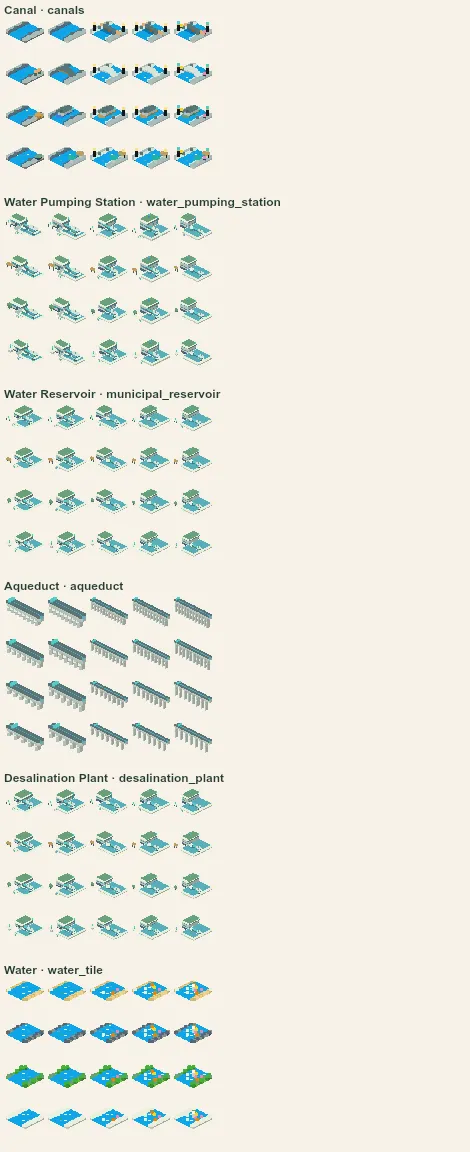 Canal · canals
Water Pumping Station · water_pumping_station
Water Reservoir · municipal_reservoir
Aqueduct · aqueduct
Desalination Plant · desalination_plant
Water · water_tile